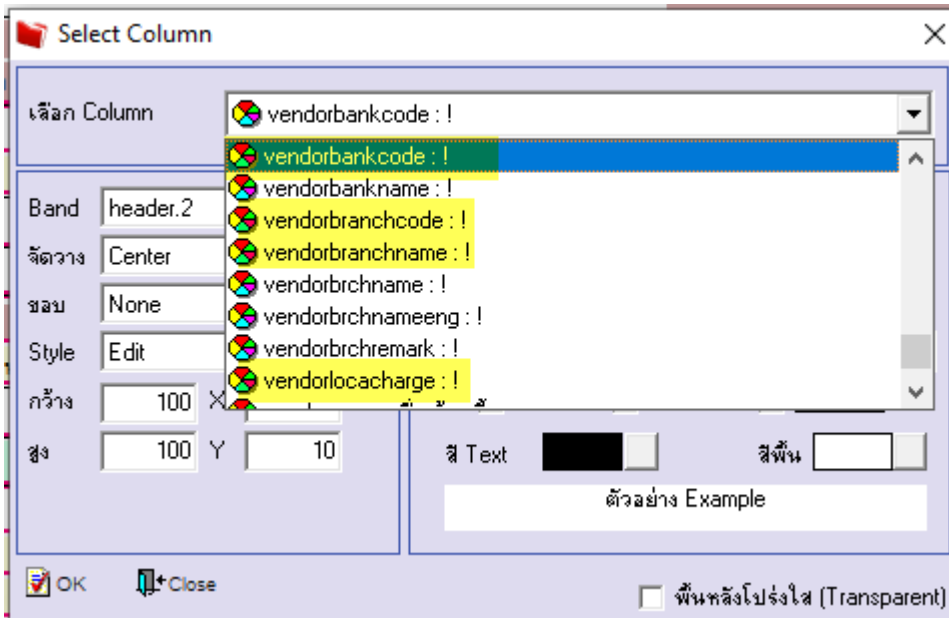 Select Column
เลือก Column
vendorbankcode : !
vendorbankcode : !
vendorbankname : !
vendorbranchcode : !
vendorbranchname : !
vendorbrchname : !
vendorbrchnameeng : !
vendorbrchremark : !
vendorlocacharge : !
Band header.2
จัดวาง Center
ขอบ None
Style Edit
กว้าง 100 X
สูง 100 Y 10
สี Text
สีพื้น
ตัวอย่าง Example
OK
Close
พื้นหลังโปร่งใส (Transparent)